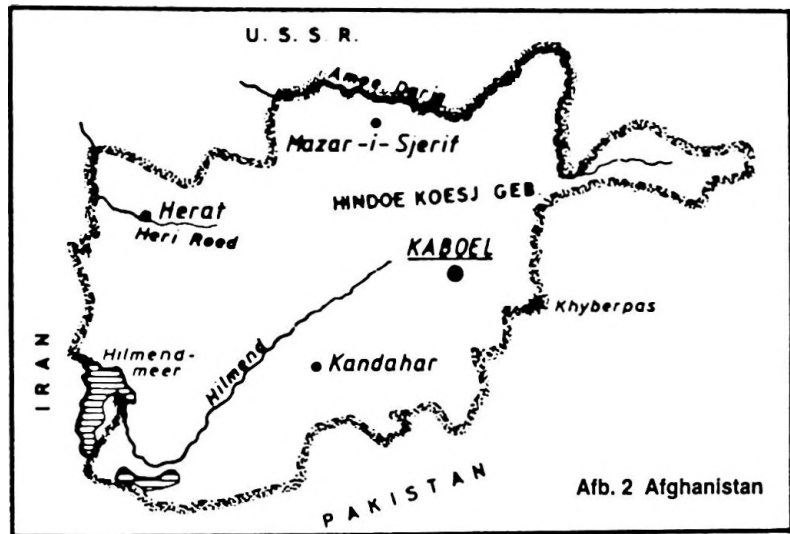 U.S.S.R.
Amoe Darja
Mazar-i-Sjerif
HINDOE KOESJ GEB.
Herat
Heri Roed
KABOEL
Khyberpas
IRAN
Hilmend-
meer
Hilmend
Kandahar
PAKISTAN
Afb. 2 Afghanistan